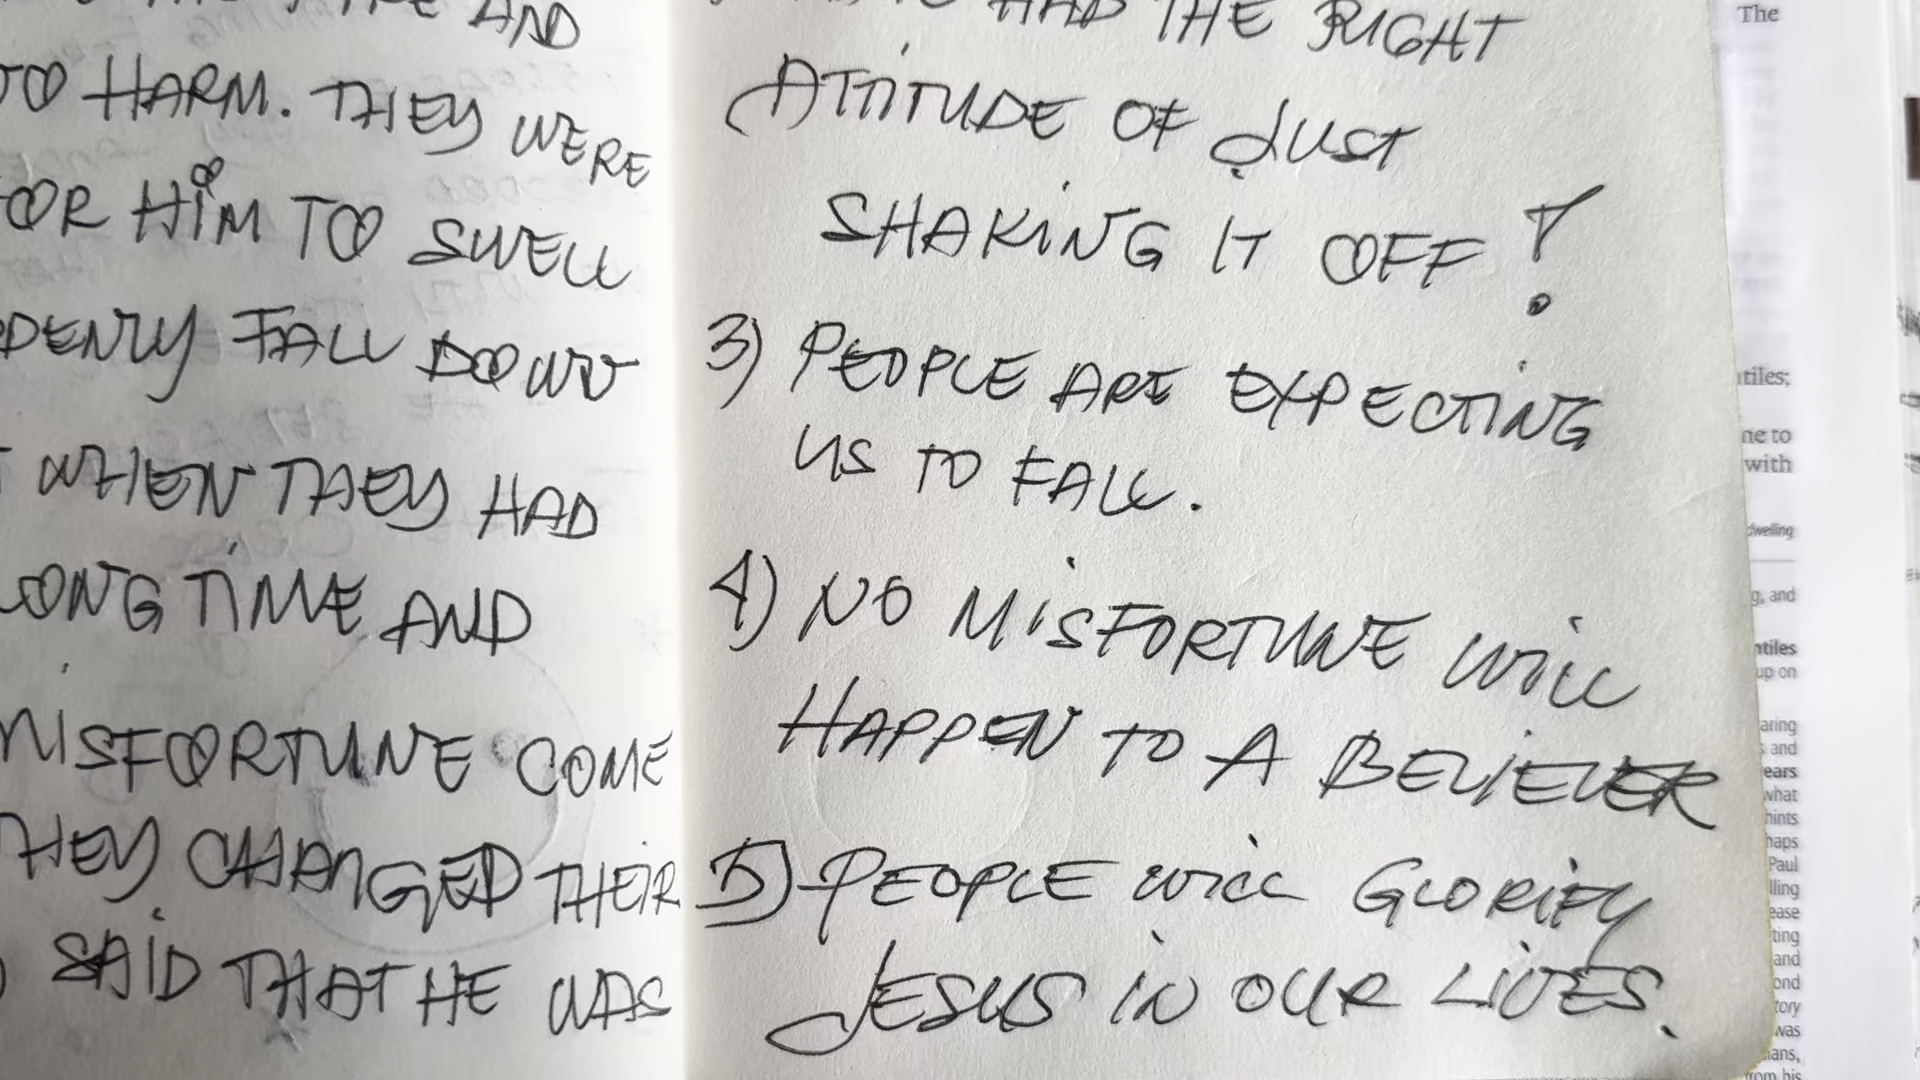 AND
TO HARM. THEY WERE
FOR HIM TO SWELL
DENLY FALL DOWN
WHEN THEY HAD
LONG TIME AND
MISFORTUNE COME
THEY CHANGED THEIR
SAID THAT HE WAS
HAD THE RIGHT
ATTITUDE OF JUST
SHAKING IT OFF!
3) PEOPLE ARE EXPECTING
US TO FALL.
4) NO MISFORTUNE WILL
HAPPEN TO A BELIEVER
5) PEOPLE WILL GLORIFY
JESUS IN OUR LIVES.
The
tiles;
ne to
with
dwelling
g, and
ntiles
up on
aring
and
ears
what
hints
haps
Paul
lling
ease
ting
and
ond
tory
was
ians,
from his